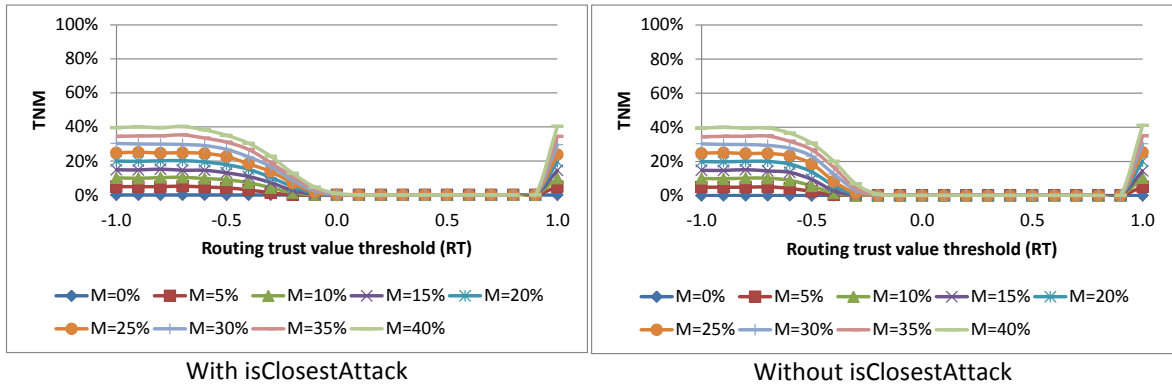 100%
80%
60%
40%
20%
0%
TNM
-1.0 -0.5 0.0 0.5 1.0
Routing trust value threshold (RT)
M=0% M=5% M=10% M=15% M=20%
M=25% M=30% M=35% M=40%
With isClosestAttack
100%
80%
60%
40%
20%
0%
TNM
-1.0 -0.5 0.0 0.5 1.0
Routing trust value threshold (RT)
M=0% M=5% M=10% M=15% M=20%
M=25% M=30% M=35% M=40%
Without isClosestAttack